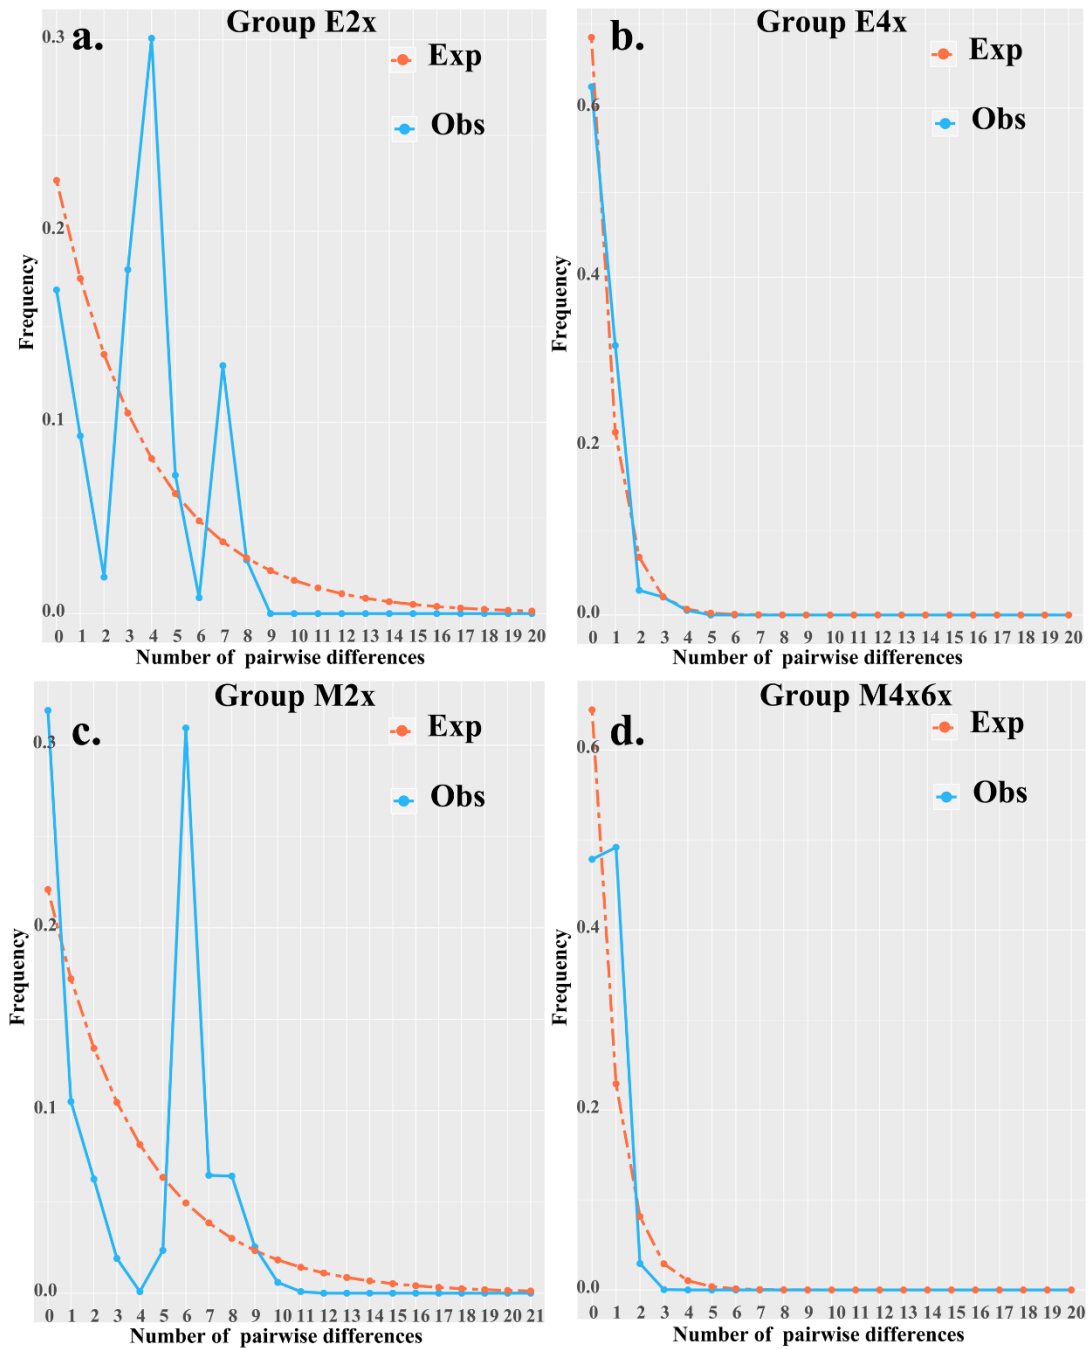 Group E2x
a.
Exp
Obs
0.3
0.2
0.1
0.0
Frequency
0 1 2 3 4 5 6 7 8 9 10 11 12 13 14 15 16 17 18 19 20
Number of pairwise differences
Group E4x
b.
Exp
Obs
0.6
0.4
0.2
0.0
Frequency
0 1 2 3 4 5 6 7 8 9 10 11 12 13 14 15 16 17 18 19 20
Number of pairwise differences
Group M2x
c.
Exp
Obs
0.3
0.2
0.1
0.0
Frequency
0 1 2 3 4 5 6 7 8 9 10 11 12 13 14 15 16 17 18 19 20 21
Number of pairwise differences
Group M4x6x
d.
Exp
Obs
0.6
0.4
0.2
0.0
Frequency
0 1 2 3 4 5 6 7 8 9 10 11 12 13 14 15 16 17 18 19 20
Number of pairwise differences